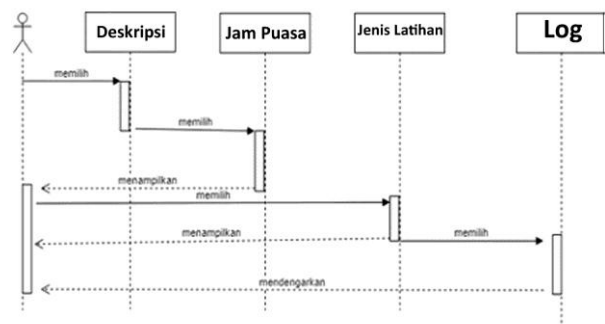 Deskripsi
Jam Puasa
Jenis Latihan
Log
memilih
memilih
menampilkan
memilih
menampilkan
memilih
mendengarkan